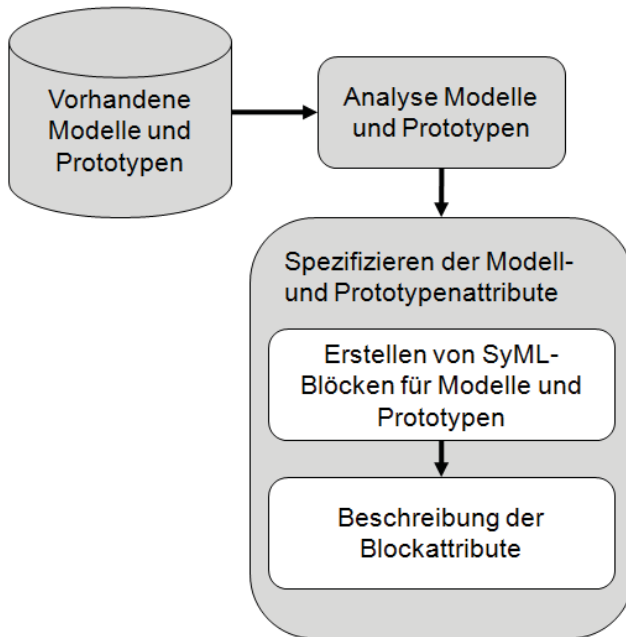 Vorhandene
Modelle und
Prototypen
Analyse Modelle
und Prototypen
Spezifizieren der Modell-
und Prototypenattribute
Erstellen von SyML-
Blöcken für Modelle und
Prototypen
Beschreibung der
Blockattribute